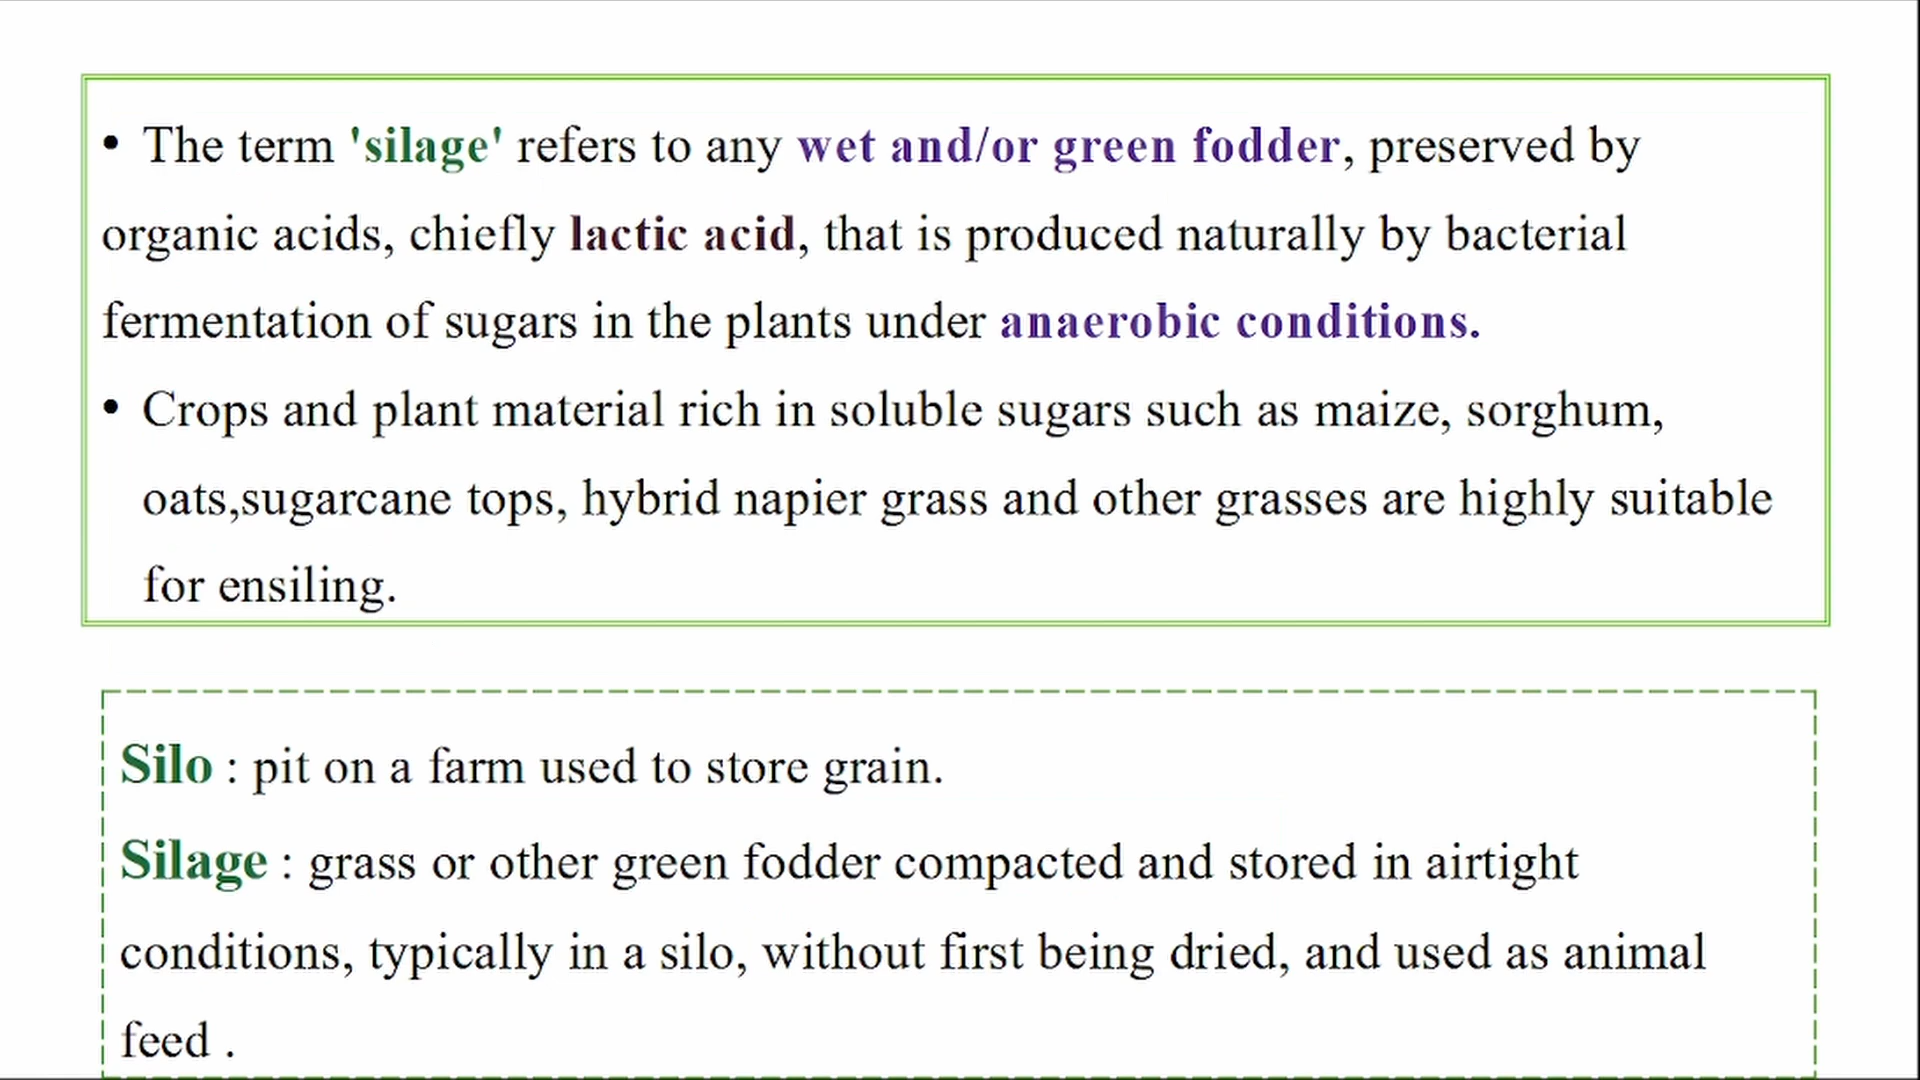 • The term 'silage' refers to any wet and/or green fodder, preserved by
organic acids, chiefly lactic acid, that is produced naturally by bacterial
fermentation of sugars in the plants under anaerobic conditions.
• Crops and plant material rich in soluble sugars such as maize, sorghum,
oats,sugarcane tops, hybrid napier grass and other grasses are highly suitable
for ensiling.
Silo : pit on a farm used to store grain.
Silage : grass or other green fodder compacted and stored in airtight
conditions, typically in a silo, without first being dried, and used as animal
feed .